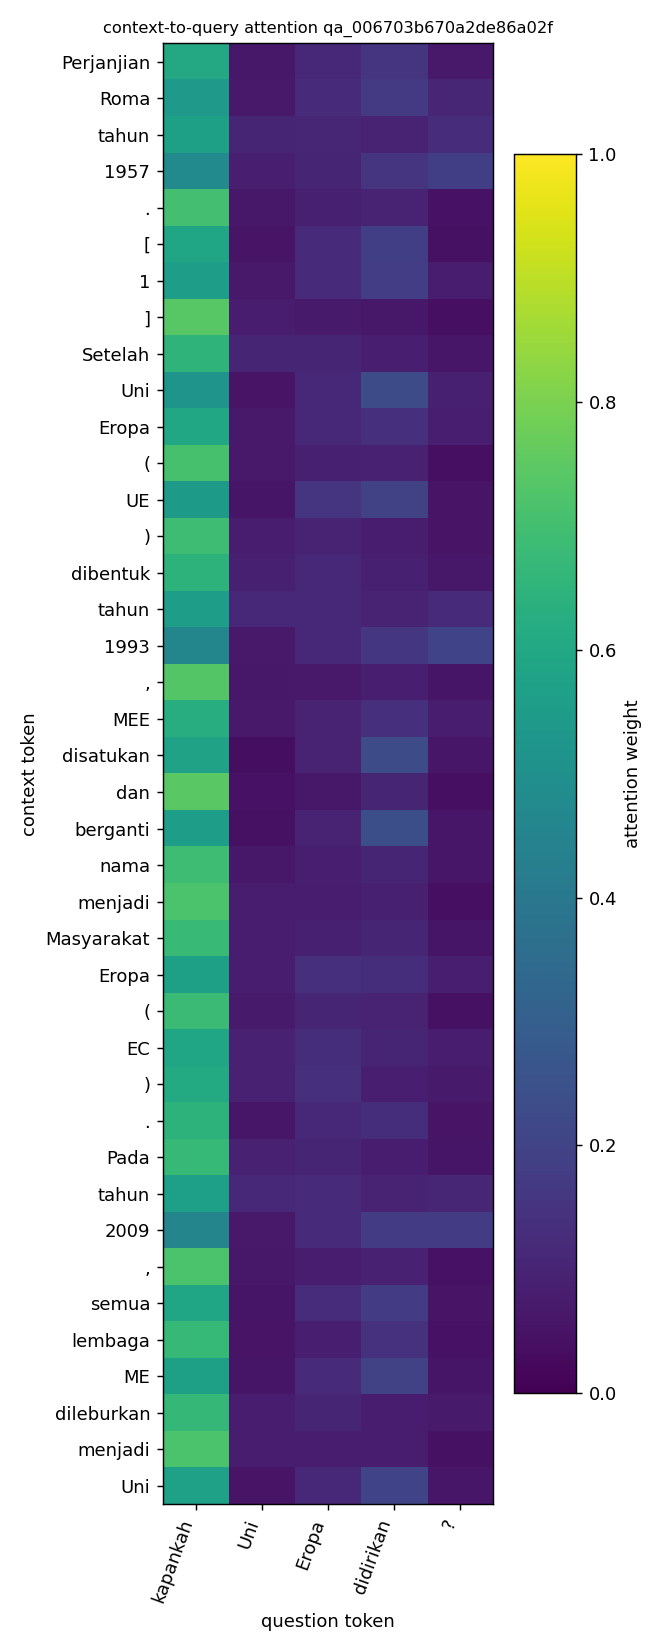 context-to-query attention qa_006703b670a2de86a02f
Perjanjian
Roma
tahun
1957
.
[
1
]
Setelah
Uni
Eropa
(
UE
)
dibentuk
tahun
1993
,
MEE
disatukan
dan
berganti
nama
menjadi
Masyarakat
Eropa
(
EC
)
.
Pada
tahun
2009
,
semua
lembaga
ME
dileburkan
menjadi
Uni
context token
kapankah
Uni
Eropa
didirikan
?
question token
1.0
0.8
0.6
0.4
0.2
0.0
attention weight